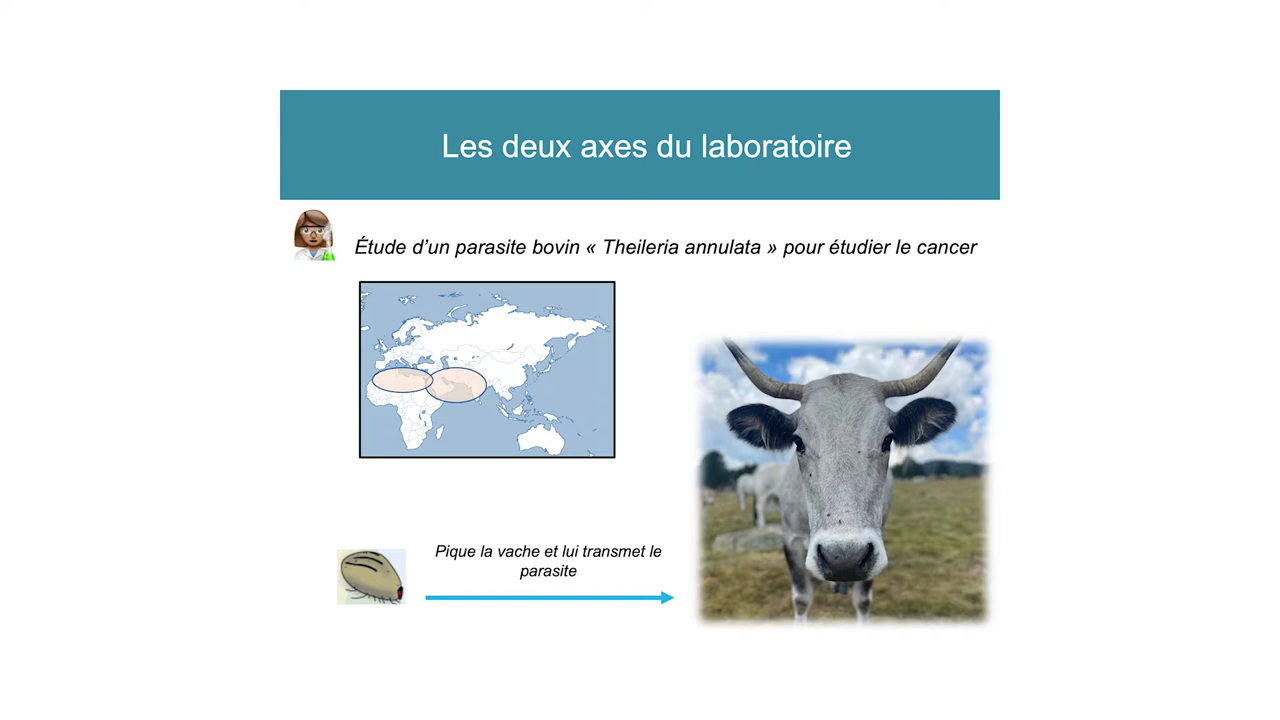 Les deux axes du laboratoire
Étude d’un parasite bovin « Theileria annulata » pour étudier le cancer
Pique la vache et lui transmet le
parasite